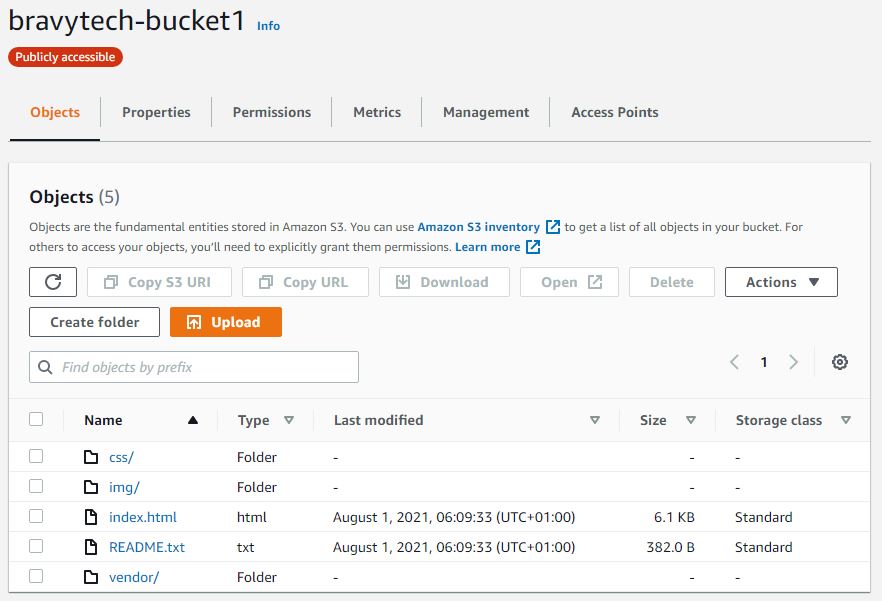 bravytech-bucket1 Info
Publicly accessible
Objects Properties Permissions Metrics Management Access Points
Objects (5)
Objects are the fundamental entities stored in Amazon S3. You can use Amazon S3 inventory to get a list of all objects in your bucket. For
others to access your objects, you'll need to explicitly grant them permissions. Learn more
Copy S3 URI Copy URL Download Open Delete Actions
Create folder Upload
Find objects by prefix 1
Name Type Last modified Size Storage class
css/ Folder - - -
img/ Folder - - -
index.html html August 1, 2021, 06:09:33 (UTC+01:00) 6.1 KB Standard
README.txt txt August 1, 2021, 06:09:33 (UTC+01:00) 382.0 B Standard
vendor/ Folder - - -